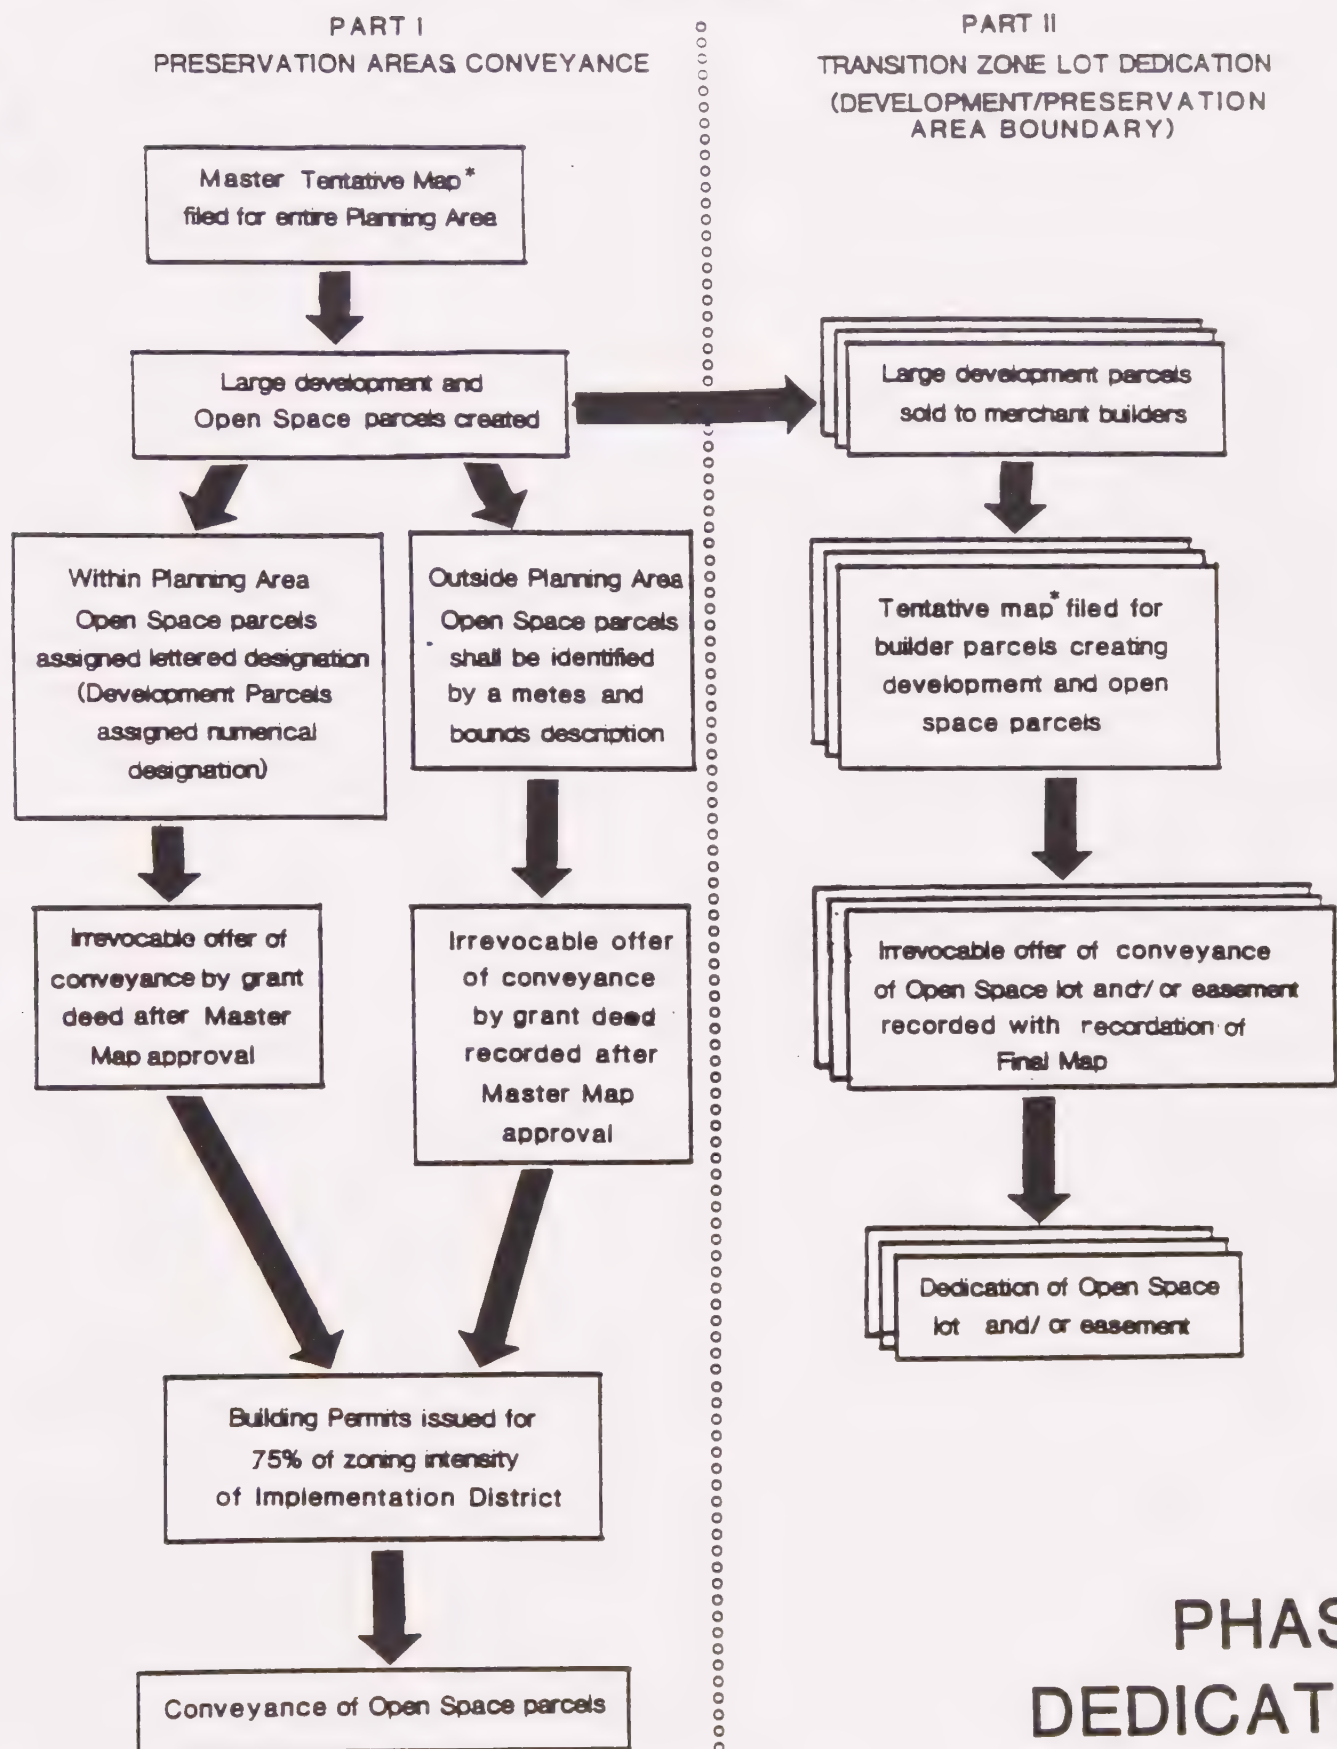 PART I
PRESERVATION AREAS CONVEYANCE
Master Tentative Map*
filed for entire Planning Area
Large development and
Open Space parcels created
Within Planning Area
Open Space parcels
assigned lettered designation
(Development Parcels
assigned numerical
designation)
Outside Planning Area
Open Space parcels
shall be identified
by a metes and
bounds description
Irrevocable offer of
conveyance by grant
deed after Master
Map approval
Irrevocable offer
of conveyance
by grant deed
recorded after
Master Map
approval
Building Permits issued for
75% of zoning intensity
of Implementation District
Conveyance of Open Space parcels
PART II
TRANSITION ZONE LOT DEDICATION
(DEVELOPMENT/PRESERVATION
AREA BOUNDARY)
Large development parcels
sold to merchant builders
Tentative map* filed for
builder parcels creating
development and open
space parcels
Irrevocable offer of conveyance
of Open Space lot and/ or easement
recorded with recordation of
Final Map
Dedication of Open Space
lot and/ or easement
PHAS
DEDICAT